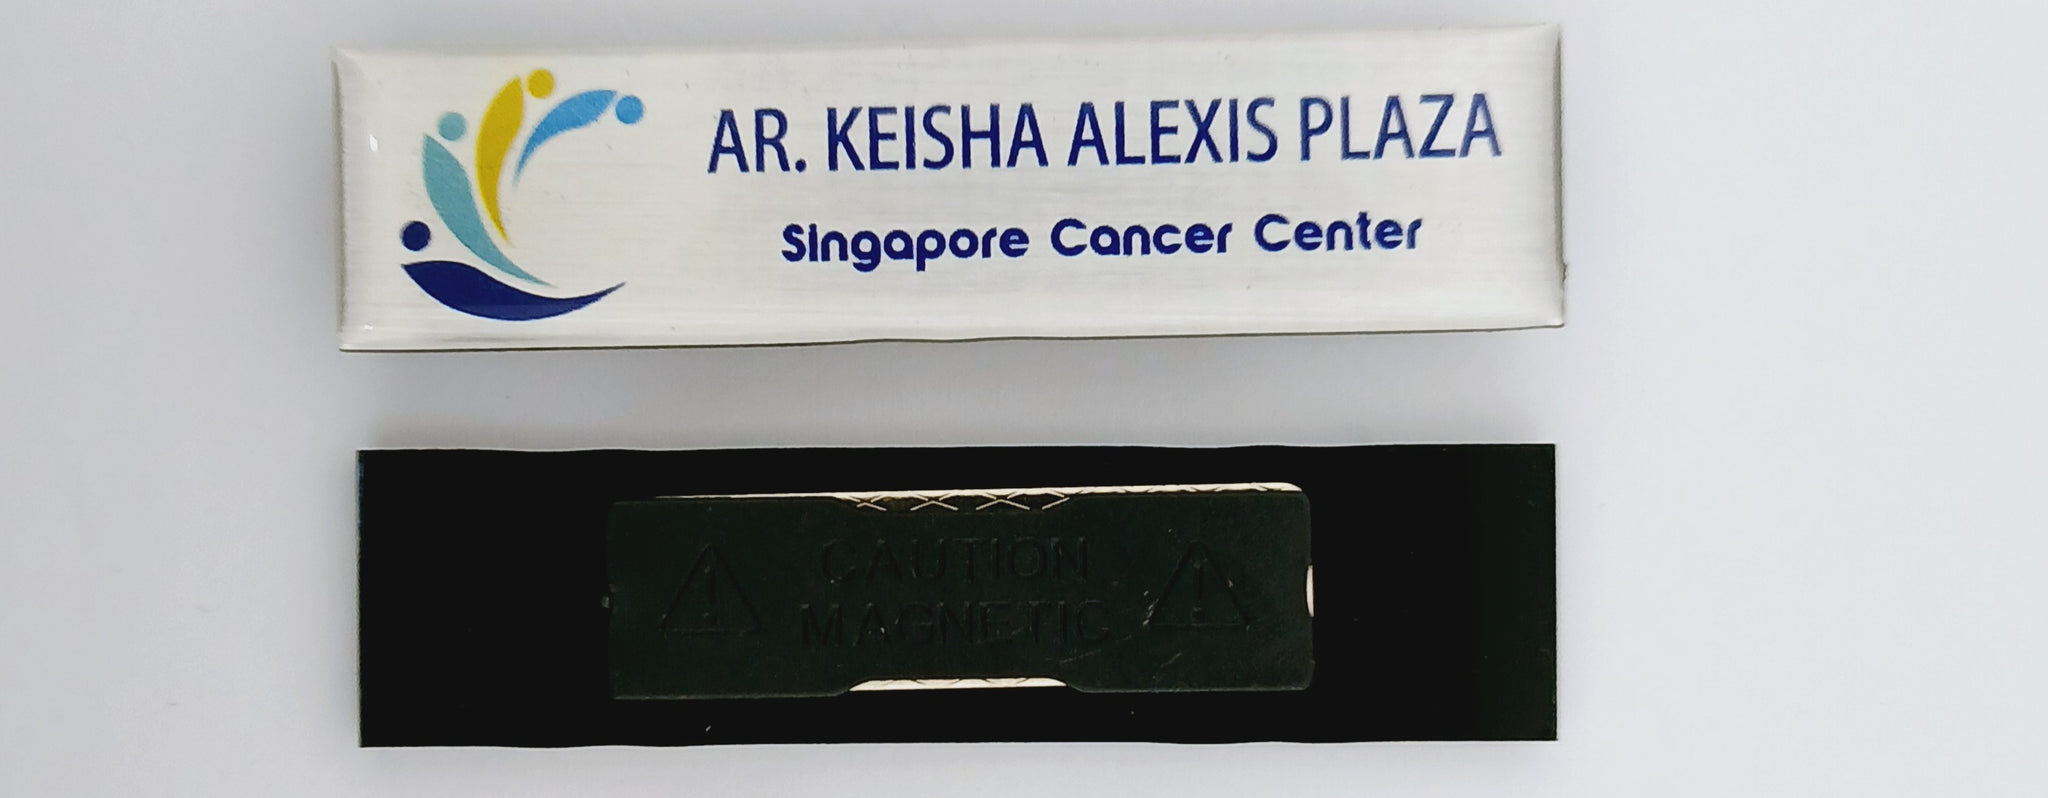 AR. KEISHA ALEXIS PLAZA
Singapore Cancer Center
CAUTION
MAGNETIC